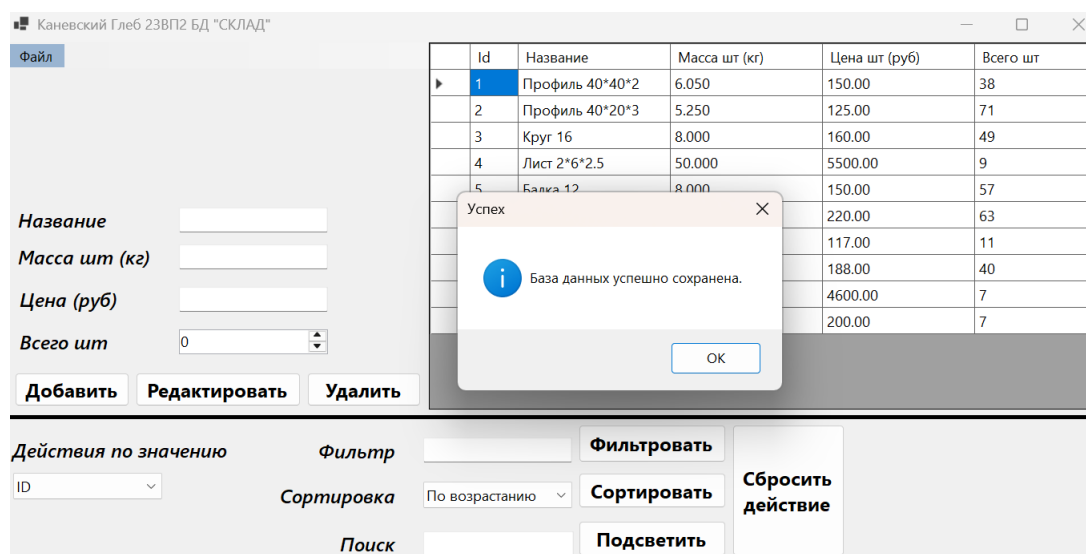 Каневский Глеб 23ВП2 БД "СКЛАД"
Файл
Id Название Масса шт (кг) Цена шт (руб) Всего шт
1 Профиль 40*40*2 6.050 150.00 38
2 Профиль 40*20*3 5.250 125.00 71
3 Круг 16 8.000 160.00 49
4 Лист 2*6*2.5 50.000 5500.00 9
5 Балка 12 8.000 150.00 57
220.00 63
117.00 11
188.00 40
4600.00 7
200.00 7
Успех
База данных успешно сохранена.
OK
Название
Масса шт (кг)
Цена (руб)
Всего шт 0
Добавить Редактировать Удалить
Действия по значению
ID
Фильтр Фильтровать
Сортировка По возрастанию Сортировать
Поиск Подсветить
Сбросить
действие